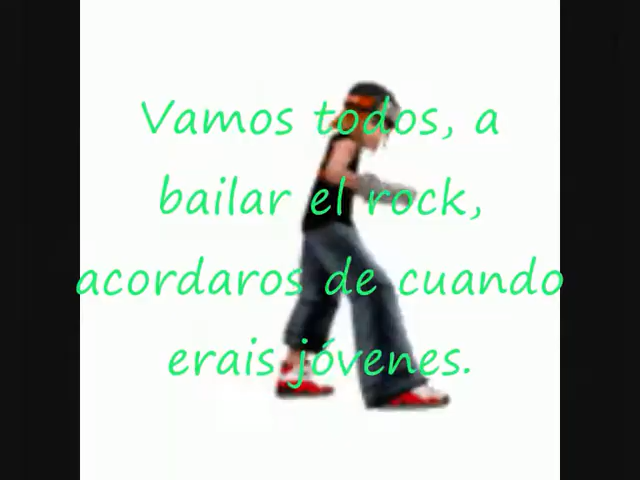 Vamos todos, a
bailar el rock,
acordaros de cuando
erais jóvenes.